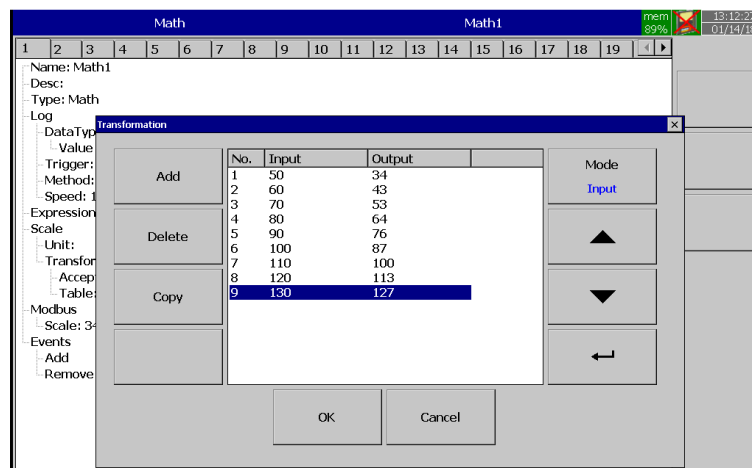 Math Math1 mem 13:12:2
89% 01/14/1
1 2 3 4 5 6 7 8 9 10 11 12 13 14 15 16 17 18 19
Name: Math1
Desc:
Type: Math
Log
DataTyp
Value
Trigger:
Method:
Speed: 1
Expression
Scale
Unit:
Transfor
Accep
Table:
Modbus
Scale: 34
Events
Add
Remove
Transformation
Add
Delete
Copy
No. Input Output
1 50 34
2 60 43
3 70 53
4 80 64
5 90 76
6 100 87
7 110 100
8 120 113
9 130 127
Mode
Input
OK Cancel